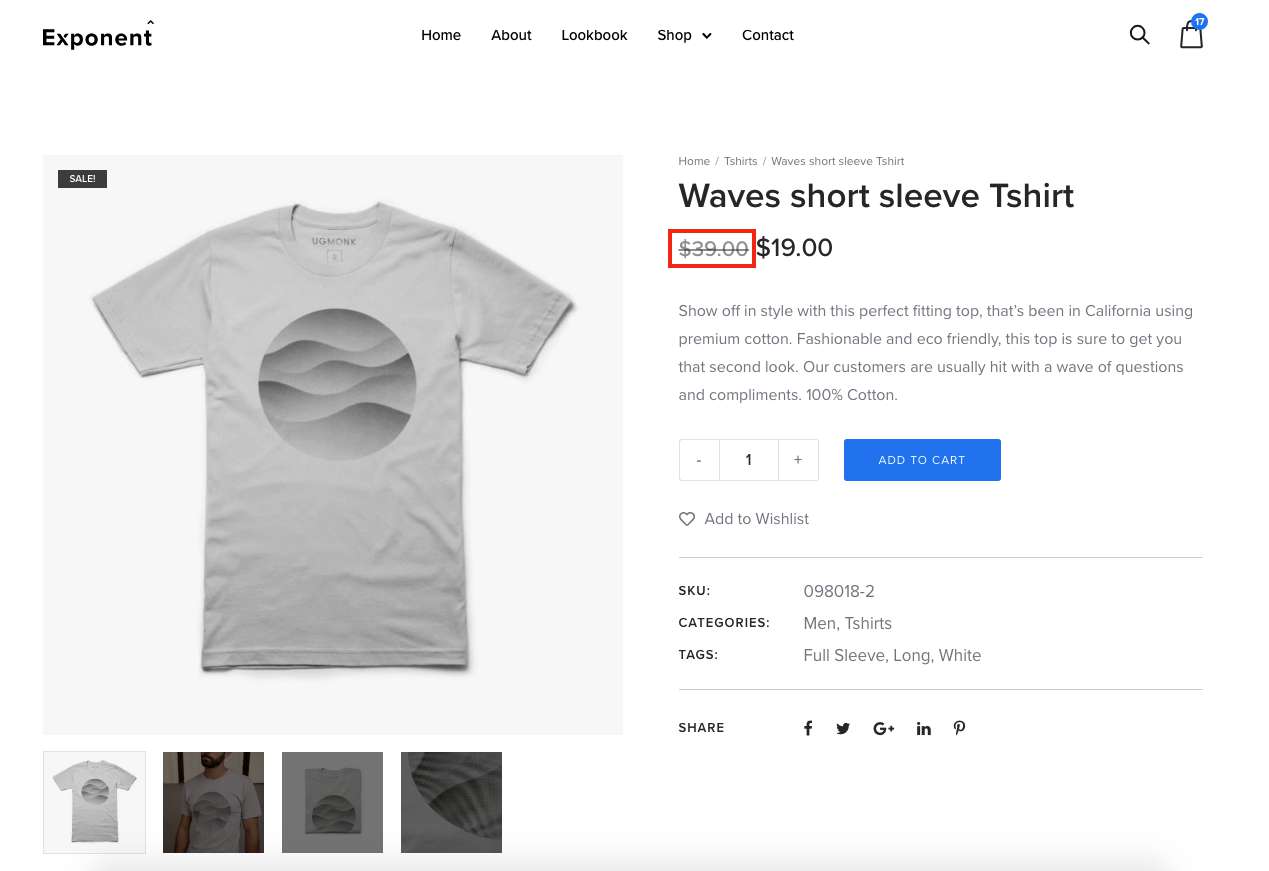 Exponent
Home About Lookbook Shop Contact
17
SALE!
UGMONK
Home / Tshirts / Waves short sleeve Tshirt
Waves short sleeve Tshirt
$39.00 $19.00
Show off in style with this perfect fitting top, that’s been in California using
premium cotton. Fashionable and eco friendly, this top is sure to get you
that second look. Our customers are usually hit with a wave of questions
and compliments. 100% Cotton.
- 1 +
ADD TO CART
Add to Wishlist
SKU: 098018-2
CATEGORIES: Men, Tshirts
TAGS: Full Sleeve, Long, White
SHARE